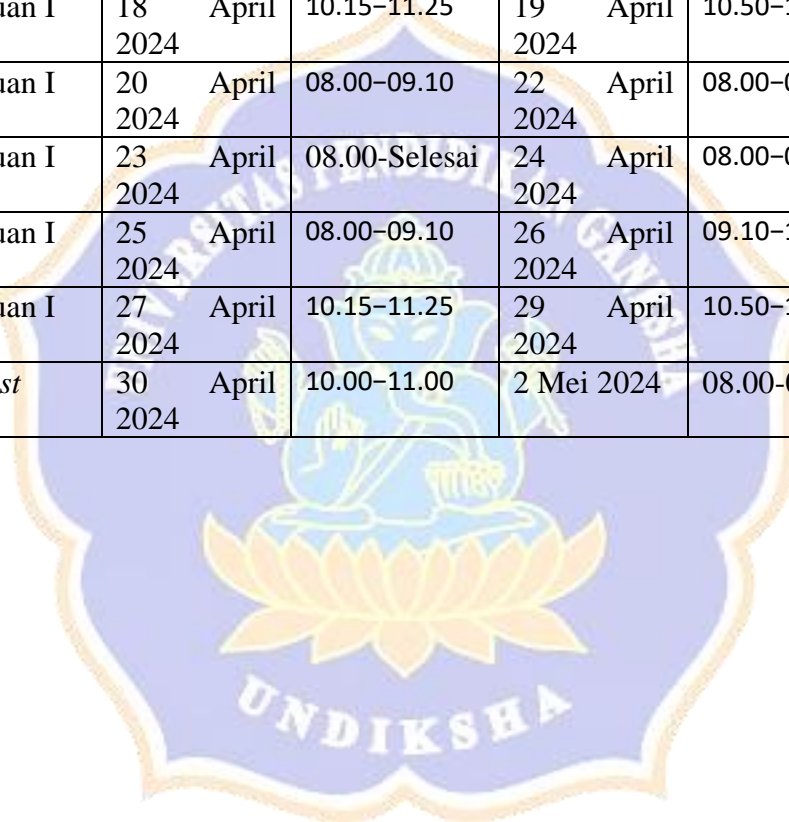 uan I 18 April 10.15–11.25 19 April 10.50–1
2024 2024
uan I 20 April 08.00–09.10 22 April 08.00–0
2024 2024
uan I 23 April 08.00-Selesai 24 April 08.00–0
2024 2024
uan I 25 April 08.00–09.10 26 April 09.10–1
2024 2024
uan I 27 April 10.15–11.25 29 April 10.50–1
2024 2024
st 30 April 10.00–11.00 2 Mei 2024 08.00-0
2024
UNIVERSITAS PENDIDIKAN GANESHA
UNDIKSHA